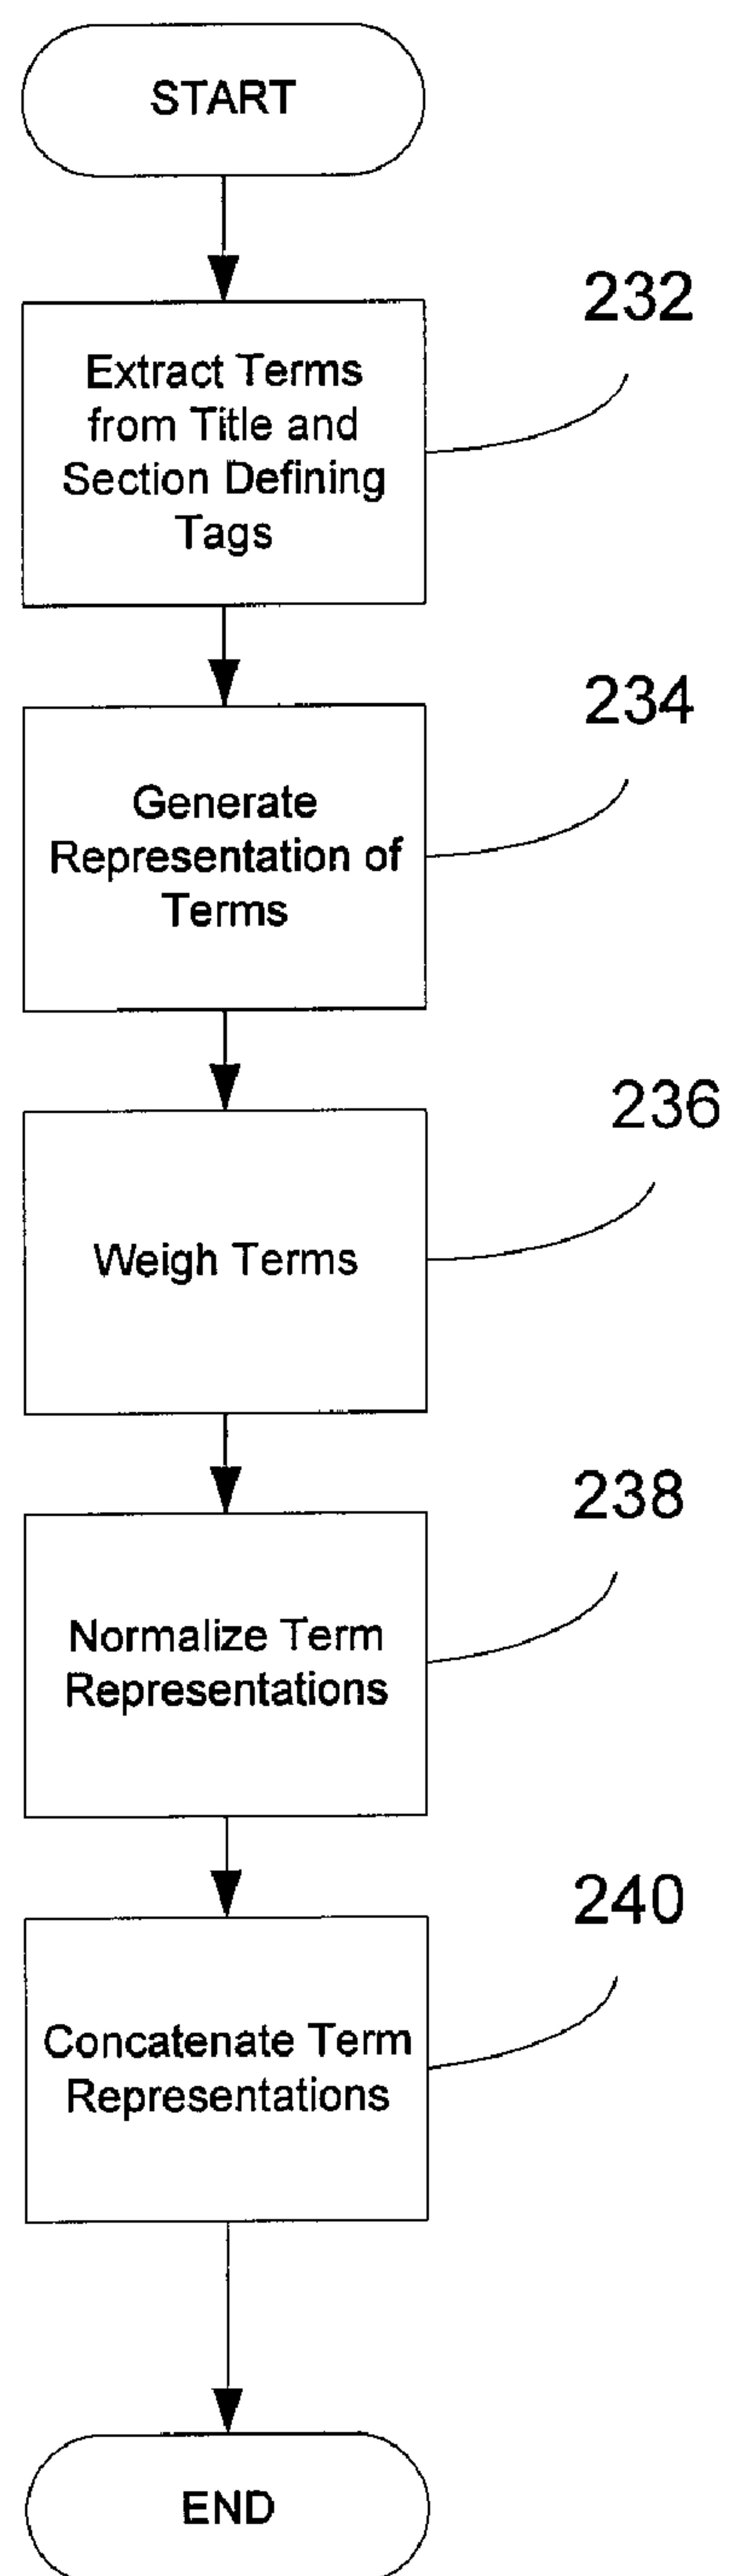 START
232
Extract Terms
from Title and
Section Defining
Tags
234
Generate
Representation of
Terms
236
Weigh Terms
238
Normalize Term
Representations
240
Concatenate Term
Representations
END